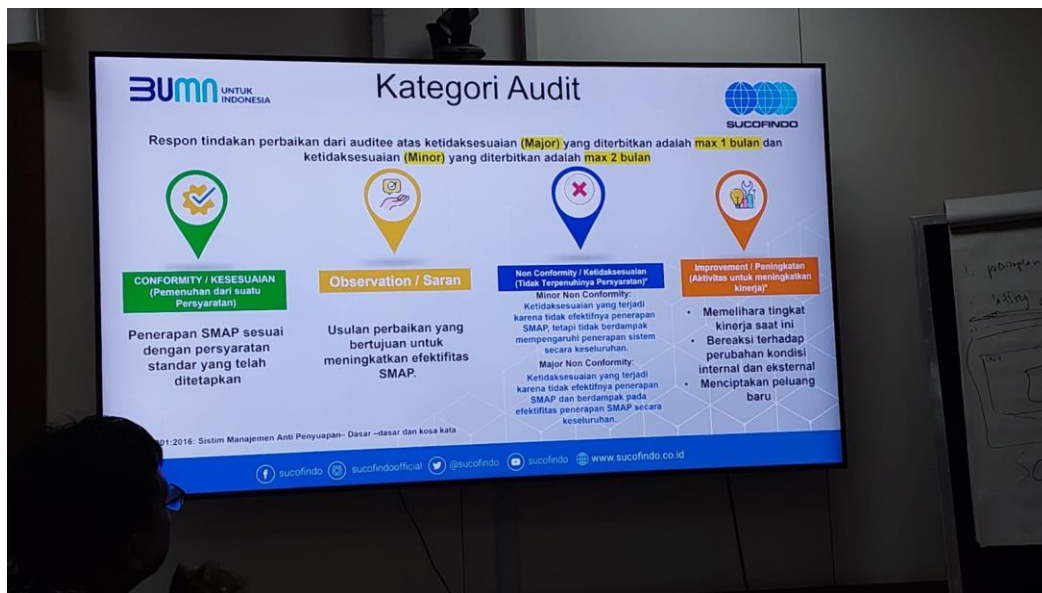 BUMN UNTUK
INDONESIA
Kategori Audit
SUCOFINDO
Respon tindakan perbaikan dari auditee atas ketidaksesuaian (Major) yang diterbitkan adalah max 1 bulan dan
ketidaksesuaian (Minor) yang diterbitkan adalah max 2 bulan
CONFORMITY / KESESUAIAN
(Pemenuhan dari suatu
Persyaratan)
Penerapan SMAP sesuai
dengan persyaratan
standar yang telah
ditetapkan
Observation / Saran
Usulan perbaikan yang
bertujuan untuk
meningkatkan efektifitas
SMAP.
Non Conformity / Ketidaksesuaian
(Tidak Terpenuhinya Persyaratan)*
Minor Non Conformity:
Ketidaksesuaian yang terjadi
karena tidak efektifnya penerapan
SMAP, tetapi tidak berdampak
mempengaruhi penerapan sistem
secara keseluruhan.
Major Non Conformity:
Ketidaksesuaian yang terjadi
karena tidak efektifnya penerapan
SMAP dan berdampak pada
efektifitas penerapan SMAP secara
keseluruhan.
Improvement / Peningkatan
(Aktivitas untuk meningkatkan
kinerja)*
• Memelihara tingkat
kinerja saat ini
• Bereaksi terhadap
perubahan kondisi
internal dan eksternal
• Menciptakan peluang
baru
001:2016: Sistim Manajemen Anti Penyuapan– Dasar –dasar dan kosa kata
sucofindo sucofindoofficial @sucofindo sucofindo www.sucofindo.co.id